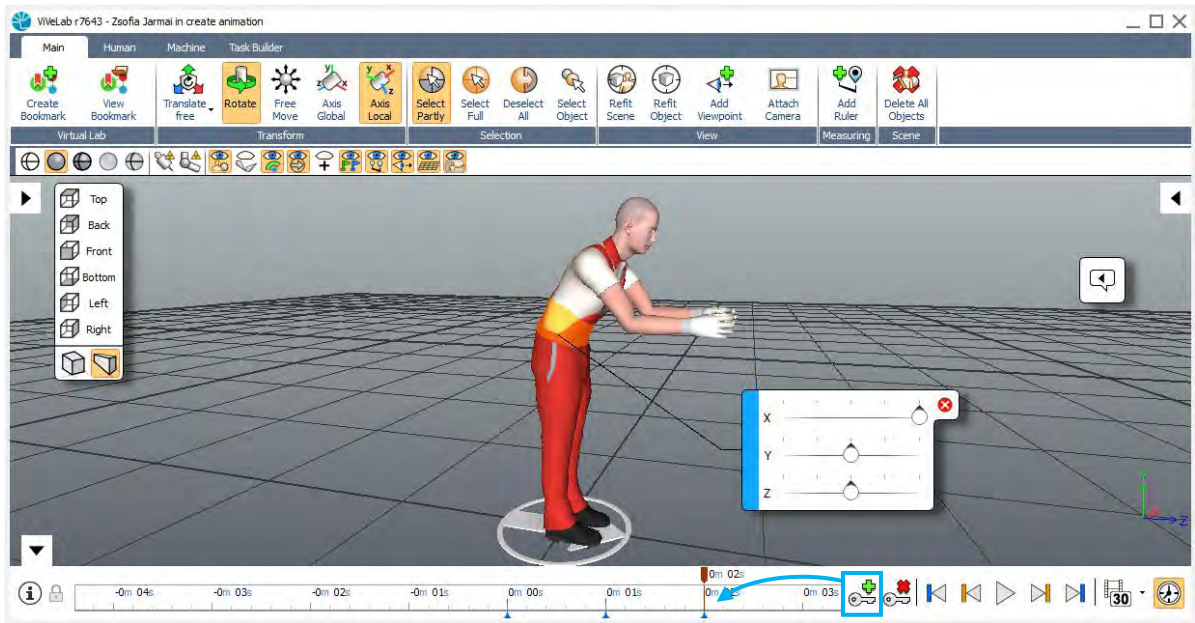 ViVeLab r7643 - Zsofia Jarmai in create animation
Main Human Machine Task Builder
Create Bookmark
View Bookmark
Translate free
Rotate
Free Move
Axis Global
Axis Local
Select Partly
Select Full
Deselect All
Select Object
Refit Scene
Refit Object
Add Viewpoint
Attach Camera
Add Ruler
Delete All Objects
Virtual Lab Transform Selection View Measuring Scene
Top
Back
Front
Bottom
Left
Right
X
Y
Z
Y
X
Z
0m 02s
-0m 04s -0m 03s -0m 02s -0m 01s 0m 00s 0m 01s 0m 02s 0m 03s
30